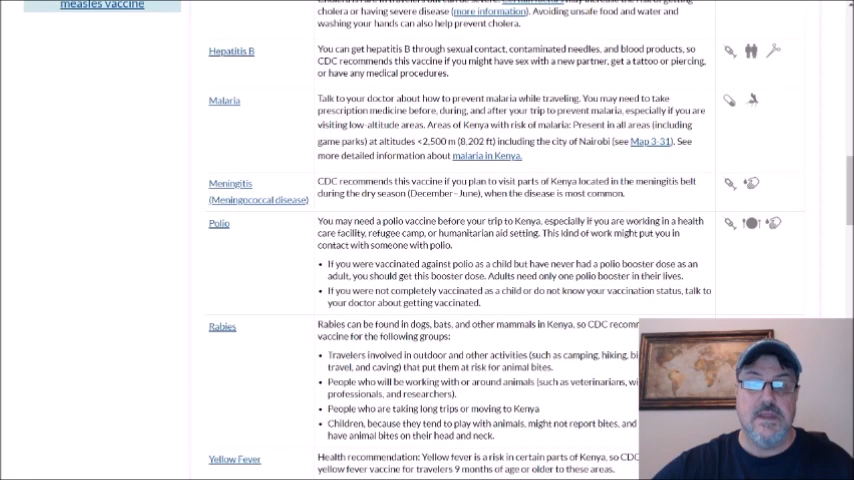 measles vaccine
cholera or having severe disease (more information). Avoiding unsafe food and water and
washing your hands can also help prevent cholera.
Hepatitis B
You can get hepatitis B through sexual contact, contaminated needles, and blood products, so
CDC recommends this vaccine if you might have sex with a new partner, get a tattoo or piercing,
or have any medical procedures.
Malaria
Talk to your doctor about how to prevent malaria while traveling. You may need to take
prescription medicine before, during, and after your trip to prevent malaria, especially if you are
visiting low-altitude areas. Areas of Kenya with risk of malaria: Present in all areas (including
game parks) at altitudes <2,500 m (8,202 ft) including the city of Nairobi (see Map 3-31). See
more detailed information about malaria in Kenya.
Meningitis
(Meningococcal disease)
CDC recommends this vaccine if you plan to visit parts of Kenya located in the meningitis belt
during the dry season (December–June), when the disease is most common.
Polio
You may need a polio vaccine before your trip to Kenya, especially if you are working in a health
care facility, refugee camp, or humanitarian aid setting. This kind of work might put you in
contact with someone with polio.
• If you were vaccinated against polio as a child but have never had a polio booster dose as an
adult, you should get this booster dose. Adults need only one polio booster in their lives.
• If you were not completely vaccinated as a child or do not know your vaccination status, talk to
your doctor about getting vaccinated.
Rabies
Rabies can be found in dogs, bats, and other mammals in Kenya, so CDC recomm
vaccine for the following groups:
• Travelers involved in outdoor and other activities (such as camping, hiking, bi
travel, and caving) that put them at risk for animal bites.
• People who will be working with or around animals (such as veterinarians, wi
professionals, and researchers).
• People who are taking long trips or moving to Kenya
• Children, because they tend to play with animals, might not report bites, and
have animal bites on their head and neck.
Yellow Fever
Health recommendation: Yellow fever is a risk in certain parts of Kenya, so CDC
yellow fever vaccine for travelers 9 months of age or older to these areas.